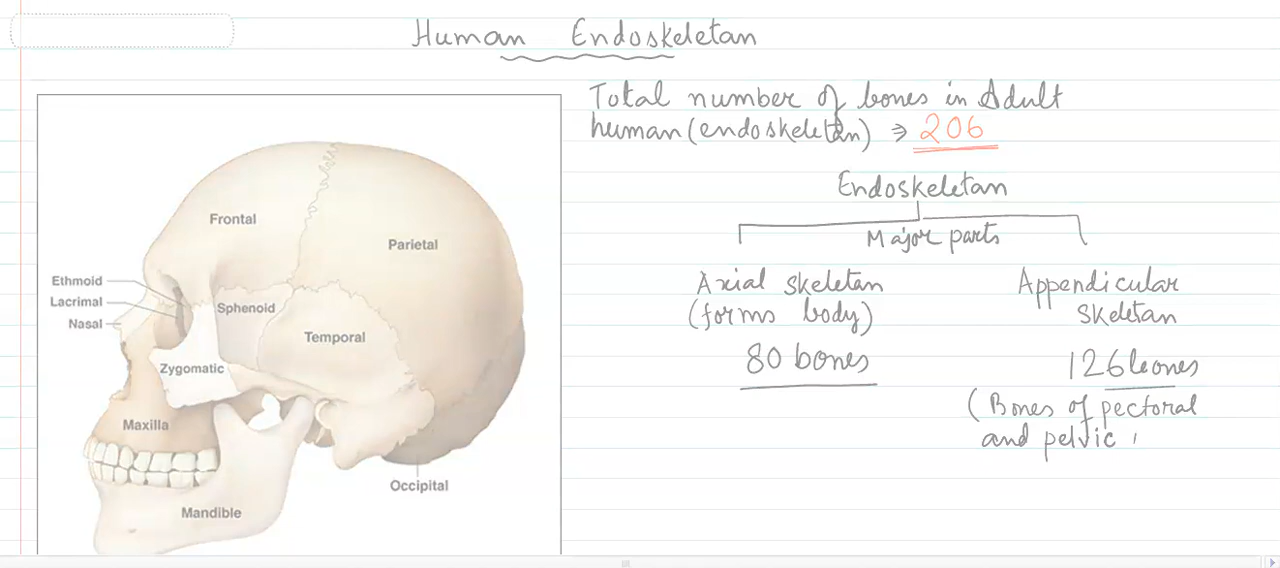 Human Endoskeletan
Total number of bones in Adult
human (endoskeletan) ⇒ 206
Endoskeletan
Major parts
Axial skeletan
(forms body)
80 bones
Appendicular
skeletan
126 bones
(Bones of pectoral
and pelvic
Frontal
Parietal
Ethmoid
Lacrimal
Nasal
Sphenoid
Temporal
Zygomatic
Maxilla
Occipital
Mandible